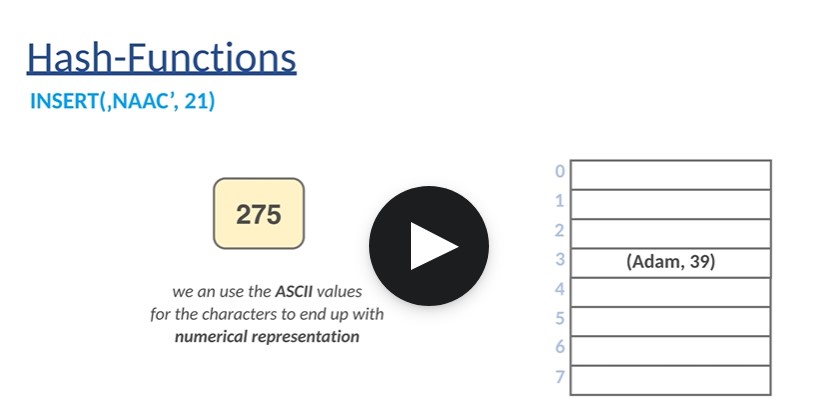 Hash-Functions
INSERT(‚NAAC’, 21)
275
we an use the ASCII values
for the characters to end up with
numerical representation
0
1
2
3 (Adam, 39)
4
5
6
7